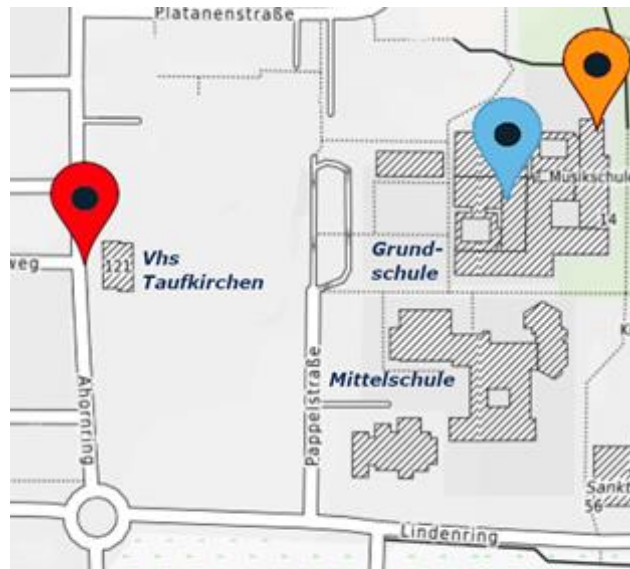 Platanenstraße
Musikschule
14
Grund-
schule
weg
121
Vhs
Taufkirchen
Mittelschule
Pappelstraße
Ahornring
Sankt
56
Lindenring